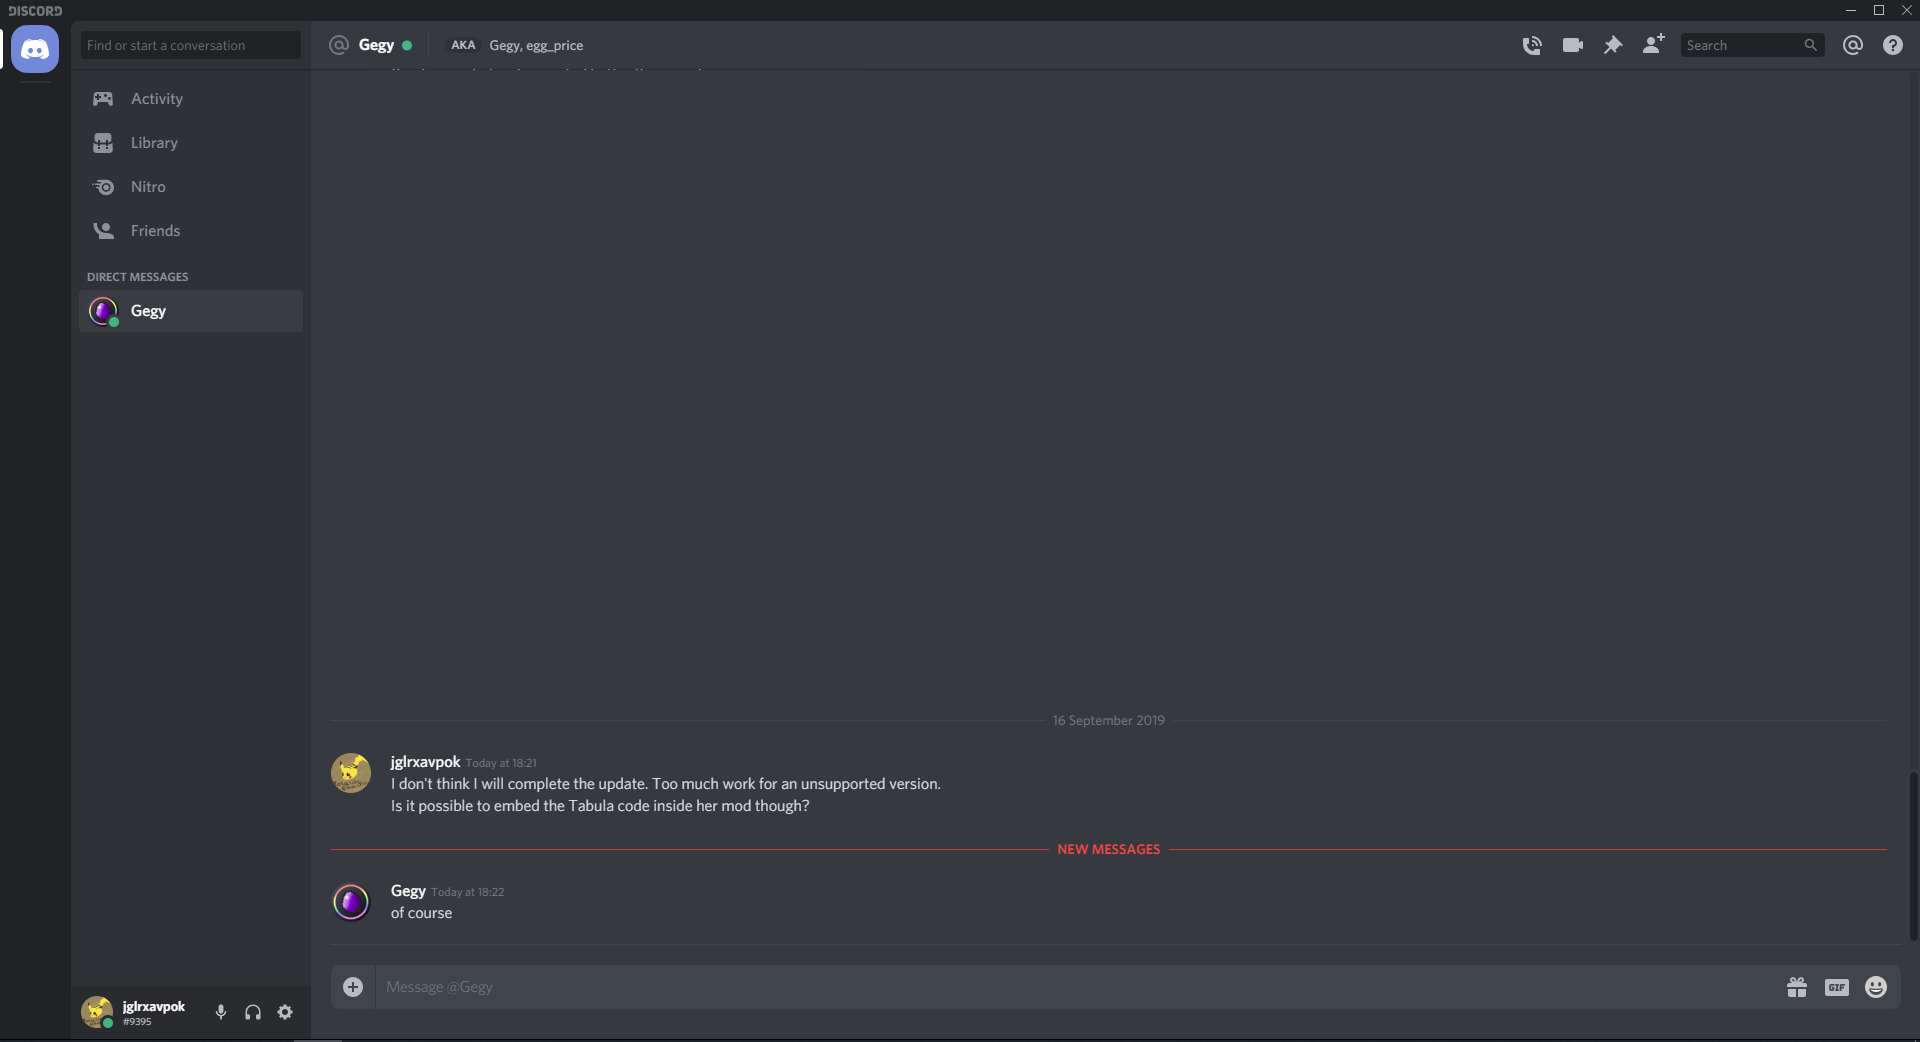 DISCORD
Find or start a conversation
Gegy
AKA
Gegy, egg_price
Search
Activity
Library
Nitro
Friends
DIRECT MESSAGES
Gegy
16 September 2019
jglrxavpok Today at 18:21
I don't think I will complete the update. Too much work for an unsupported version.
Is it possible to embed the Tabula code inside her mod though?
NEW MESSAGES
Gegy Today at 18:22
of course
Message @Gegy
GIF
jglrxavpok
#9395